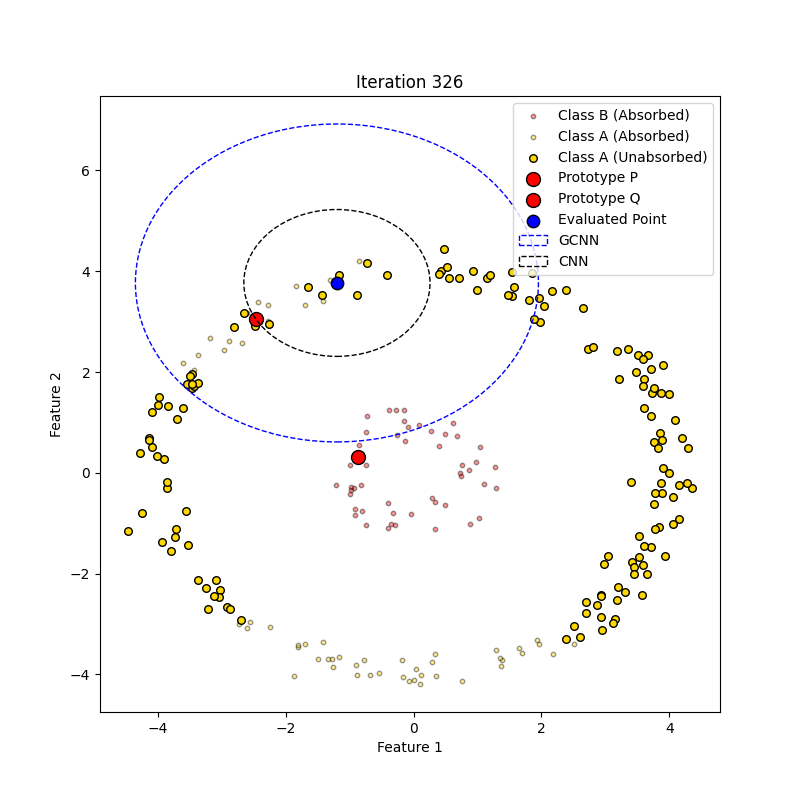 Iteration 326
Class B (Absorbed)
Class A (Absorbed)
Class A (Unabsorbed)
Prototype P
Prototype Q
Evaluated Point
GCNN
CNN
Feature 2
6
4
2
0
−2
−4
−4
−2
0
2
4
Feature 1